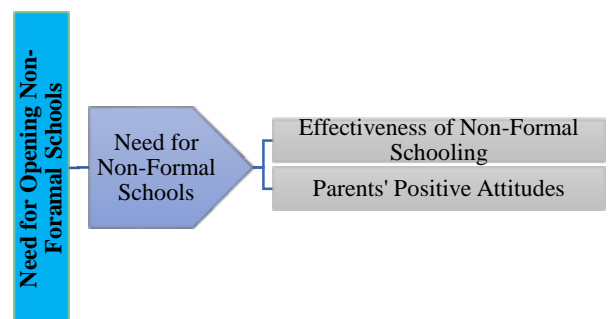 Need for Opening Non-
Foramal Schools
Need for
Non-Formal
Schools
Effectiveness of Non-Formal
Schooling
Parents' Positive Attitudes